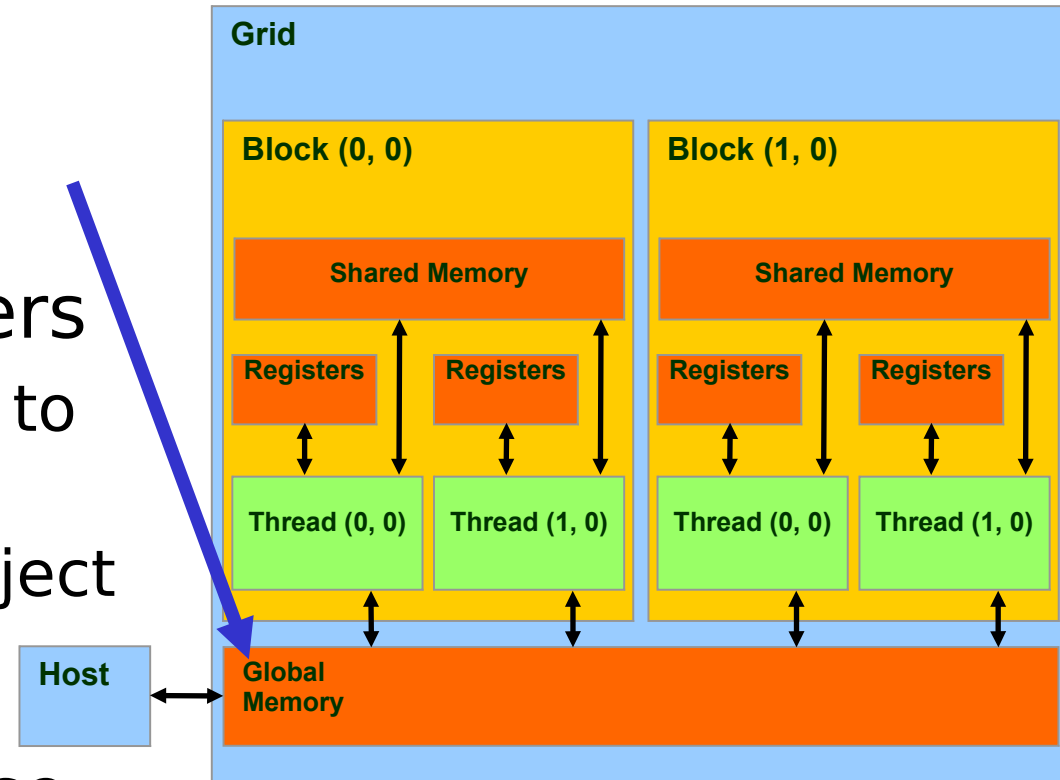 Grid
Block (0, 0)
Block (1, 0)
Shared Memory
Shared Memory
ers
Registers
Registers
Registers
Registers
to
Thread (0, 0)
Thread (1, 0)
Thread (0, 0)
Thread (1, 0)
ject
Host
Global
Memory